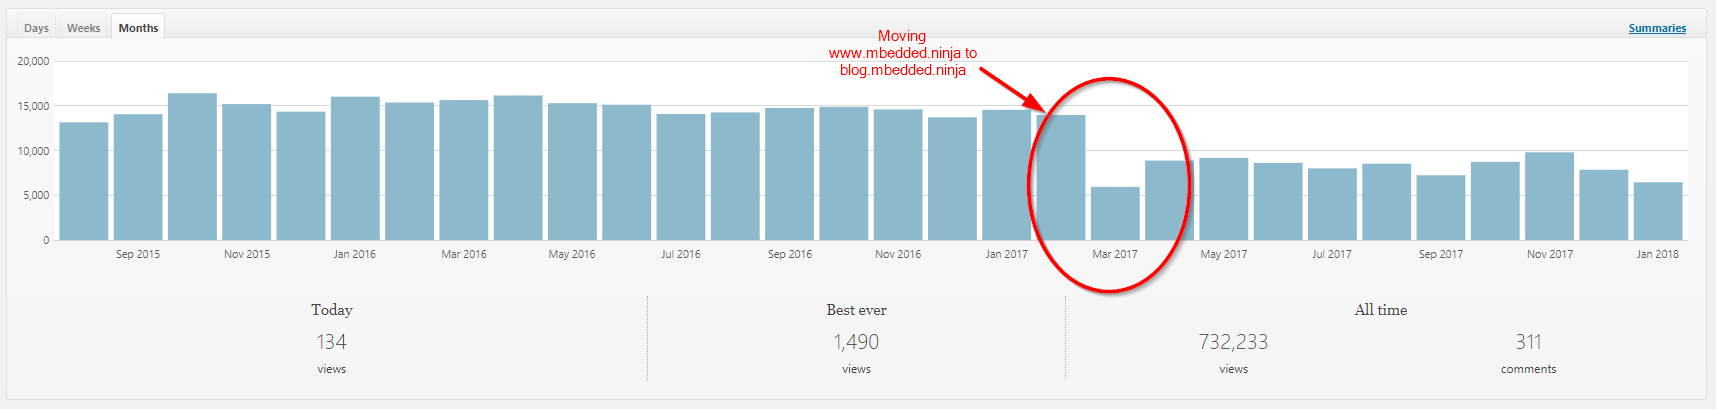 Days Weeks Months
Summaries
Moving
www.mbedded.ninja to
blog.mbedded.ninja
20,000
15,000
10,000
5,000
0
Sep 2015 Nov 2015 Jan 2016 Mar 2016 May 2016 Jul 2016 Sep 2016 Nov 2016 Jan 2017 Mar 2017 May 2017 Jul 2017 Sep 2017 Nov 2017 Jan 2018
Today Best ever All time
134 1,490 732,233 311
views views views comments